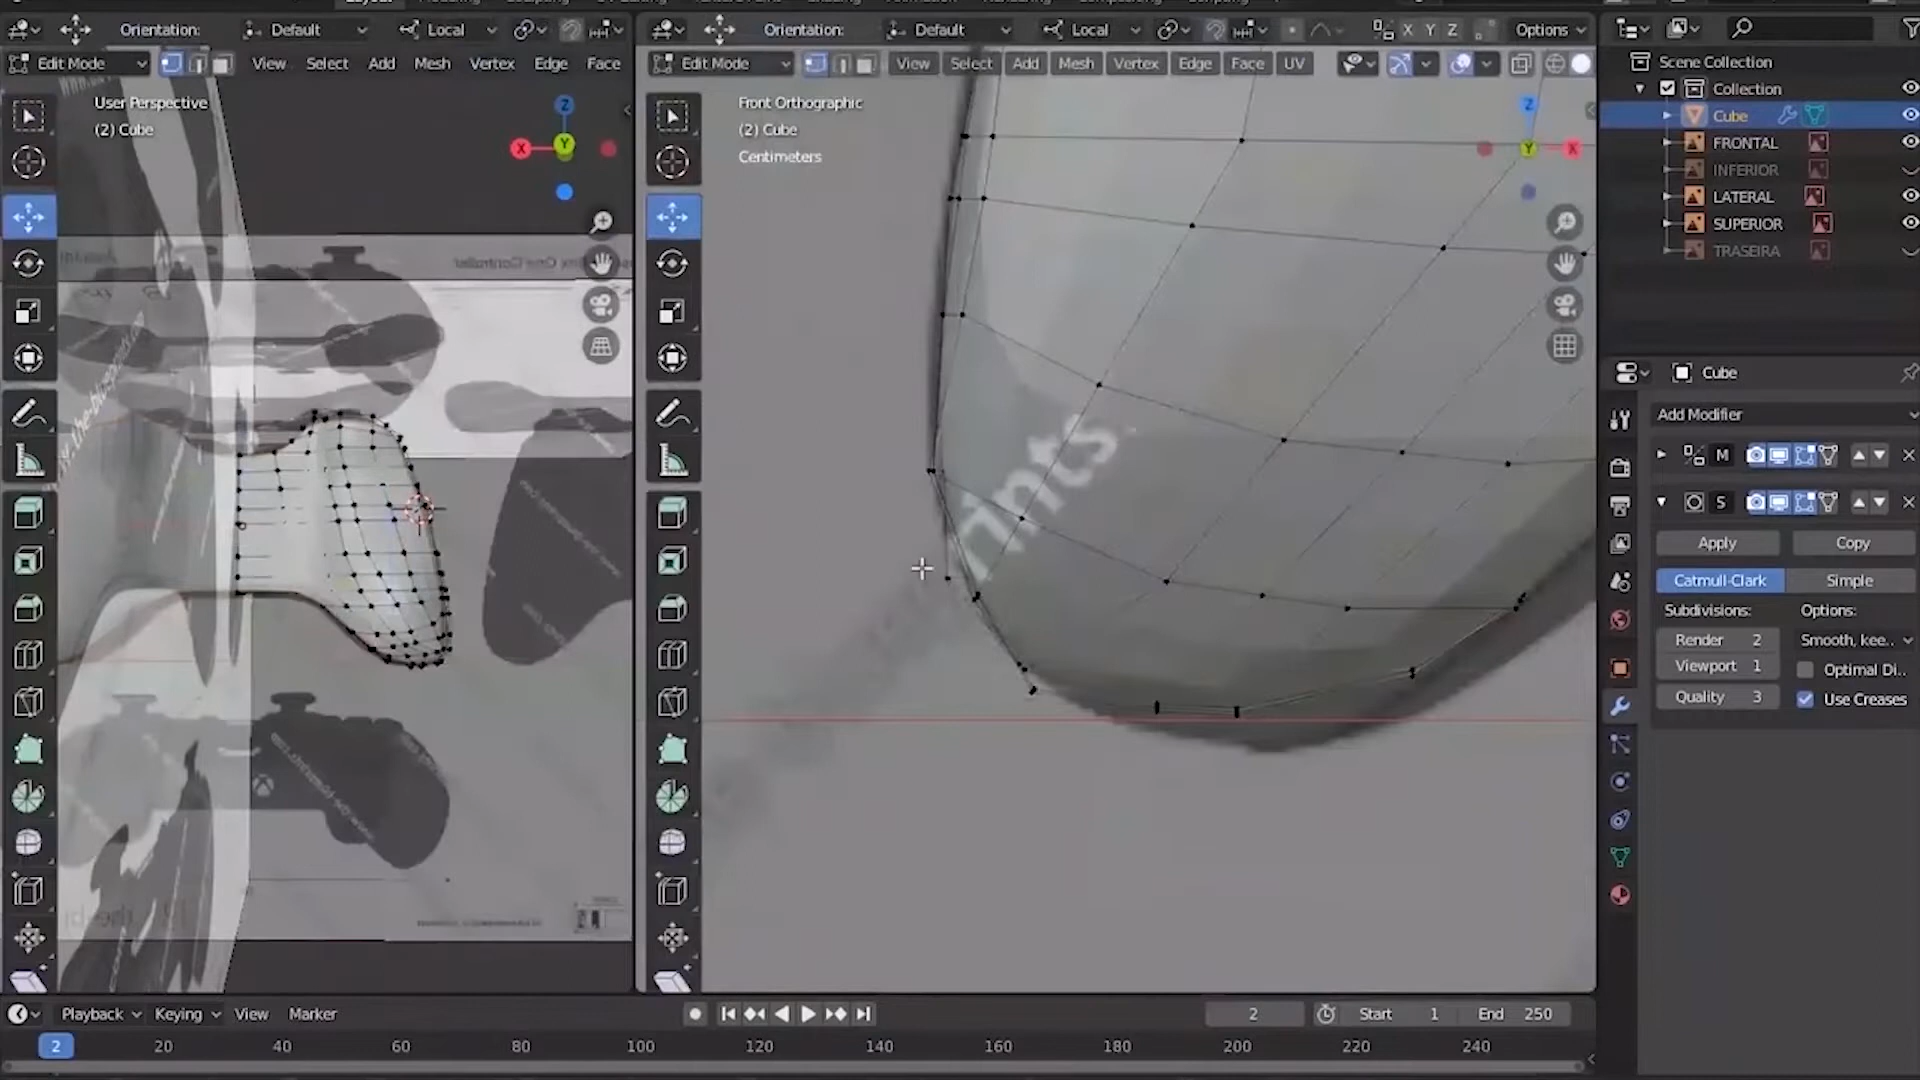 Orientation: Default Local
Edit Mode View Select Add Mesh Vertex Edge Face
User Perspective
(2) Cube
Z
X
Y
Orientation: Default Local X Y Z Options
Edit Mode View Select Add Mesh Vertex Edge Face UV
Front Orthographic
(2) Cube
Centimeters
Z
Y
X
rints
Scene Collection
Collection
Cube
FRONTAL
INFERIOR
LATERAL
SUPERIOR
TRASEIRA
Cube
Add Modifier
M
S
Apply Copy
Catmull-Clark Simple
Subdivisions: Options:
Render 2 Smooth, kee..
Viewport 1 Optimal Di..
Quality 3 Use Creases
Playback Keying View Marker 2 Start 1 End 250
2 20 40 60 80 100 120 140 160 180 200 220 240